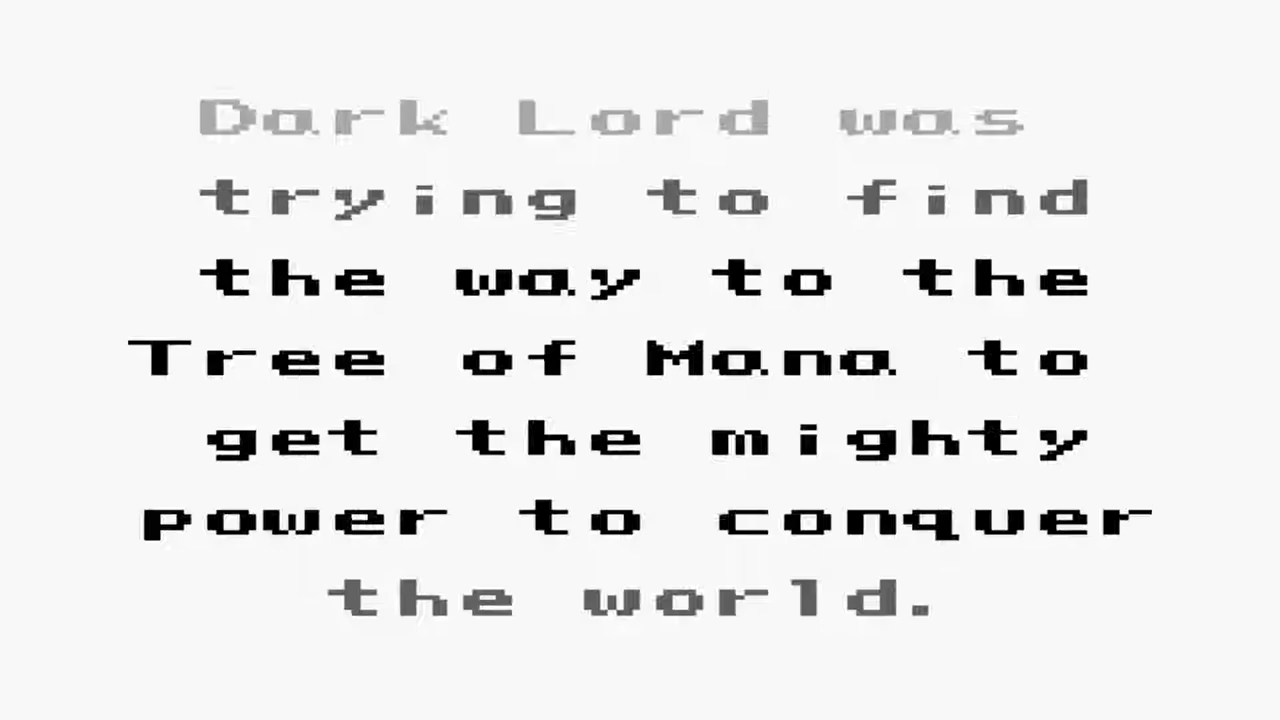 Dark Lord was
trying to find
the way to the
Tree of Mana to
get the mighty
power to conquer
the world.